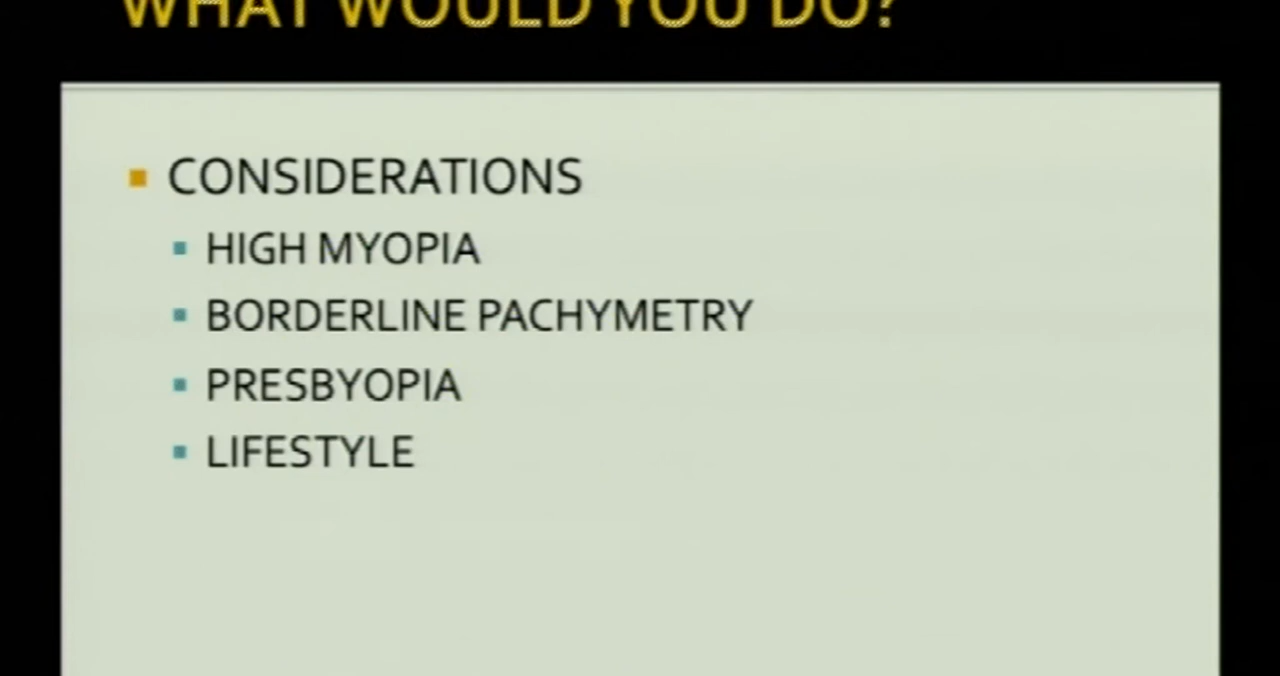 WHAT WOULD YOU DO?
CONSIDERATIONS
HIGH MYOPIA
BORDERLINE PACHYMETRY
PRESBYOPIA
LIFESTYLE